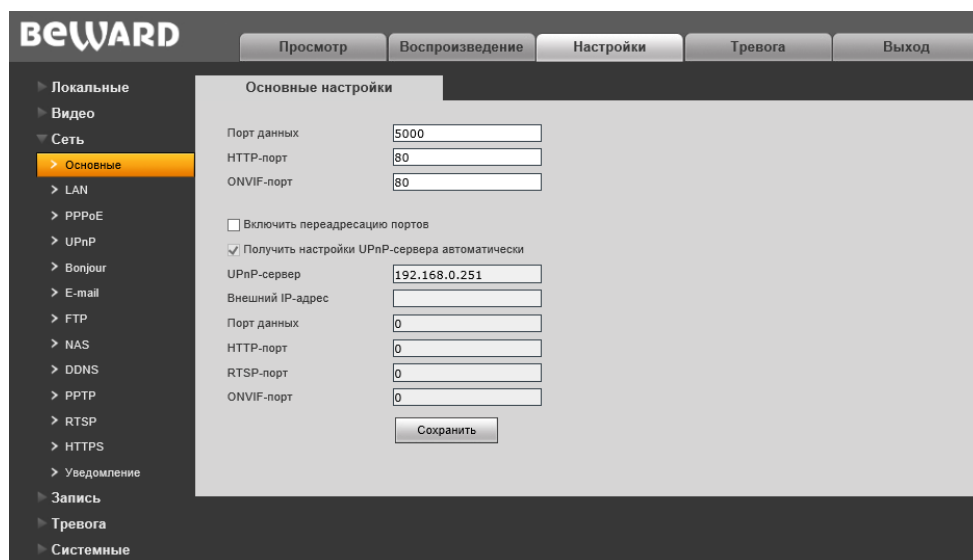 BEWARD
Просмотр Воспроизведение Настройки Тревога Выход
Локальные
Видео
Сеть
Основные
LAN
PPPoE
UPnP
Bonjour
E-mail
FTP
NAS
DDNS
PPTP
RTSP
HTTPS
Уведомление
Запись
Тревога
Системные
Основные настройки
Порт данных 5000
HTTP-порт 80
ONVIF-порт 80
Включить переадресацию портов
Получить настройки UPnP-сервера автоматически
UPnP-сервер 192.168.0.251
Внешний IP-адрес
Порт данных 0
HTTP-порт 0
RTSP-порт 0
ONVIF-порт 0
Сохранить